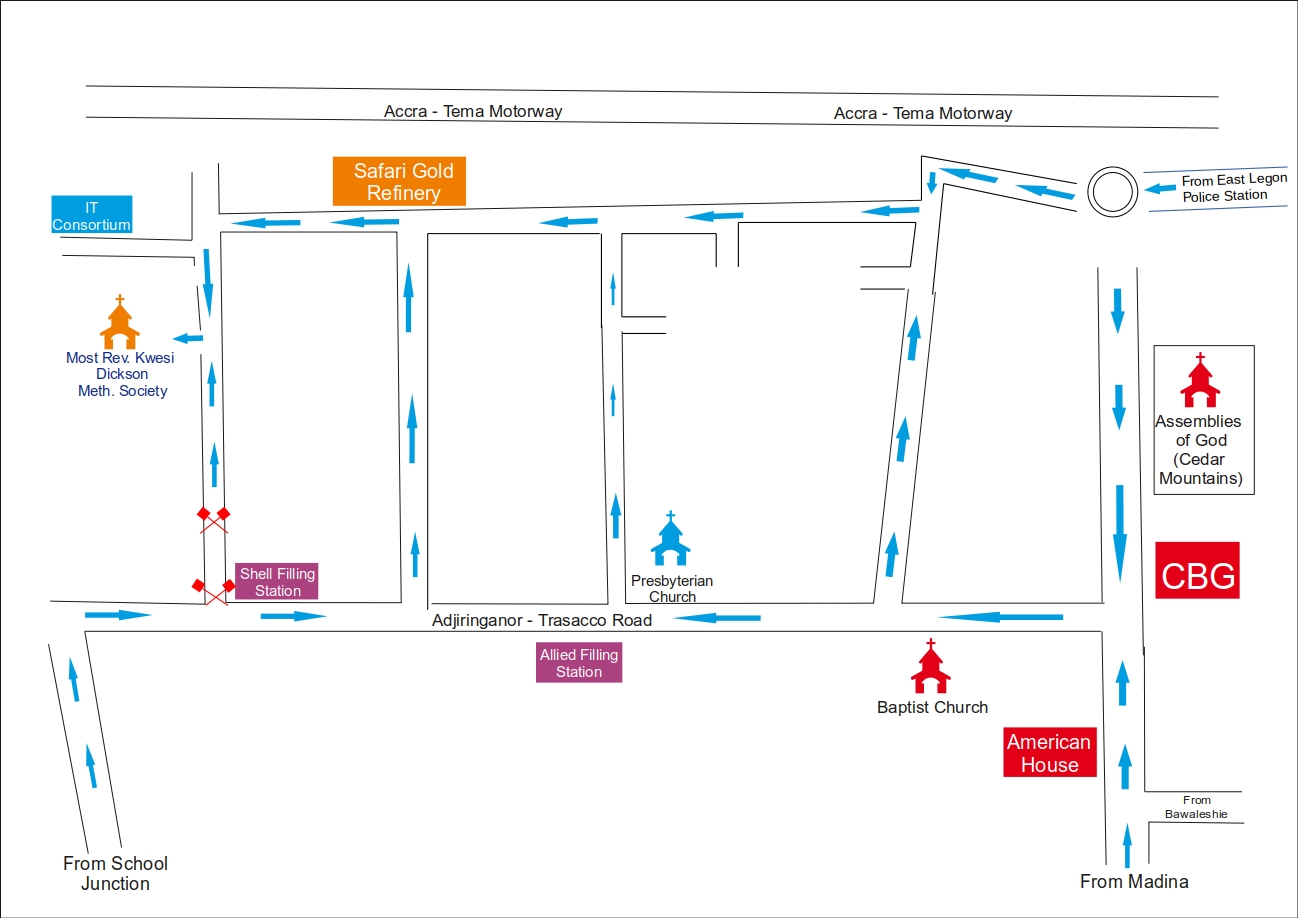 Accra - Tema Motorway
Accra - Tema Motorway
Safari Gold
Refinery
From East Legon
Police Station
IT
Consortium
Most Rev. Kwesi
Dickson
Meth. Society
Assemblies
of God
(Cedar
Mountains)
CBG
Shell Filling
Station
Presbyterian
Church
Adjiringanor - Trasacco Road
Allied Filling
Station
Baptist Church
American
House
From
Bawaleshie
From School
Junction
From Madina